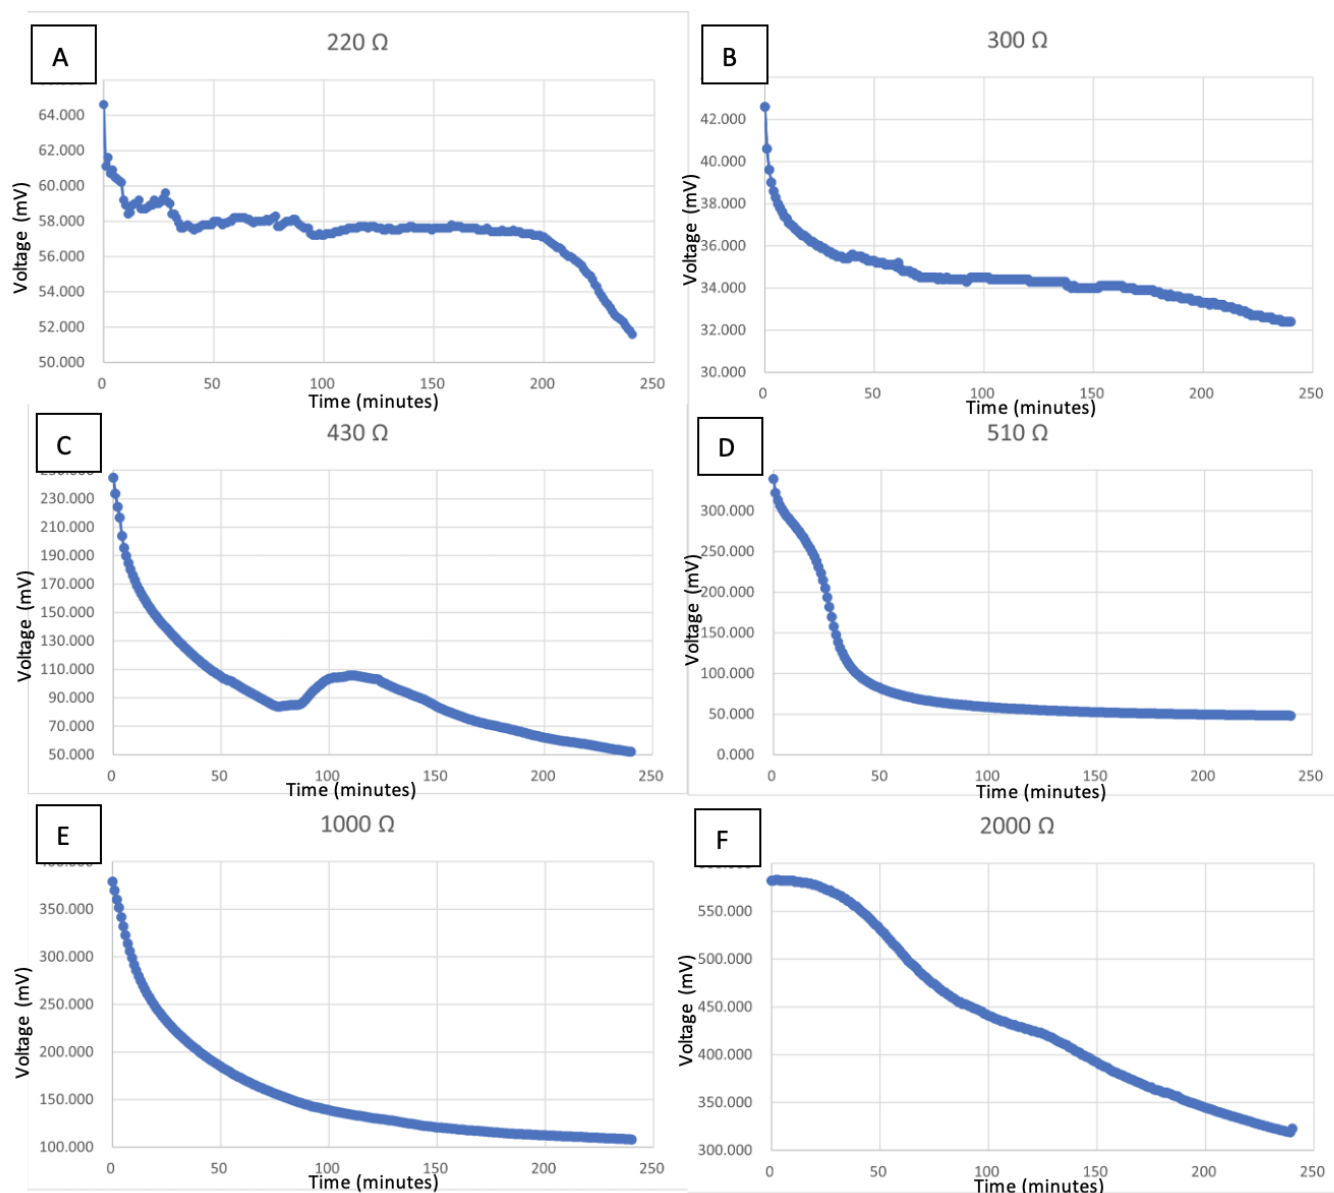 A
220 Ω
Voltage (mV)
64.000
62.000
60.000
58.000
56.000
54.000
52.000
50.000
0 50 100 150 200 250
Time (minutes)
B
300 Ω
Voltage (mV)
42.000
40.000
38.000
36.000
34.000
32.000
30.000
0 50 100 150 200 250
Time (minutes)
C
430 Ω
Voltage (mV)
230.000
210.000
190.000
170.000
150.000
130.000
110.000
90.000
70.000
50.000
0 50 100 150 200 250
Time (minutes)
D
510 Ω
Voltage (mV)
300.000
250.000
200.000
150.000
100.000
50.000
0.000
0 50 100 150 200 250
Time (minutes)
E
1000 Ω
Voltage (mV)
350.000
300.000
250.000
200.000
150.000
100.000
0 50 100 150 200 250
Time (minutes)
F
2000 Ω
Voltage (mV)
550.000
500.000
450.000
400.000
350.000
300.000
0 50 100 150 200 250
Time (minutes)